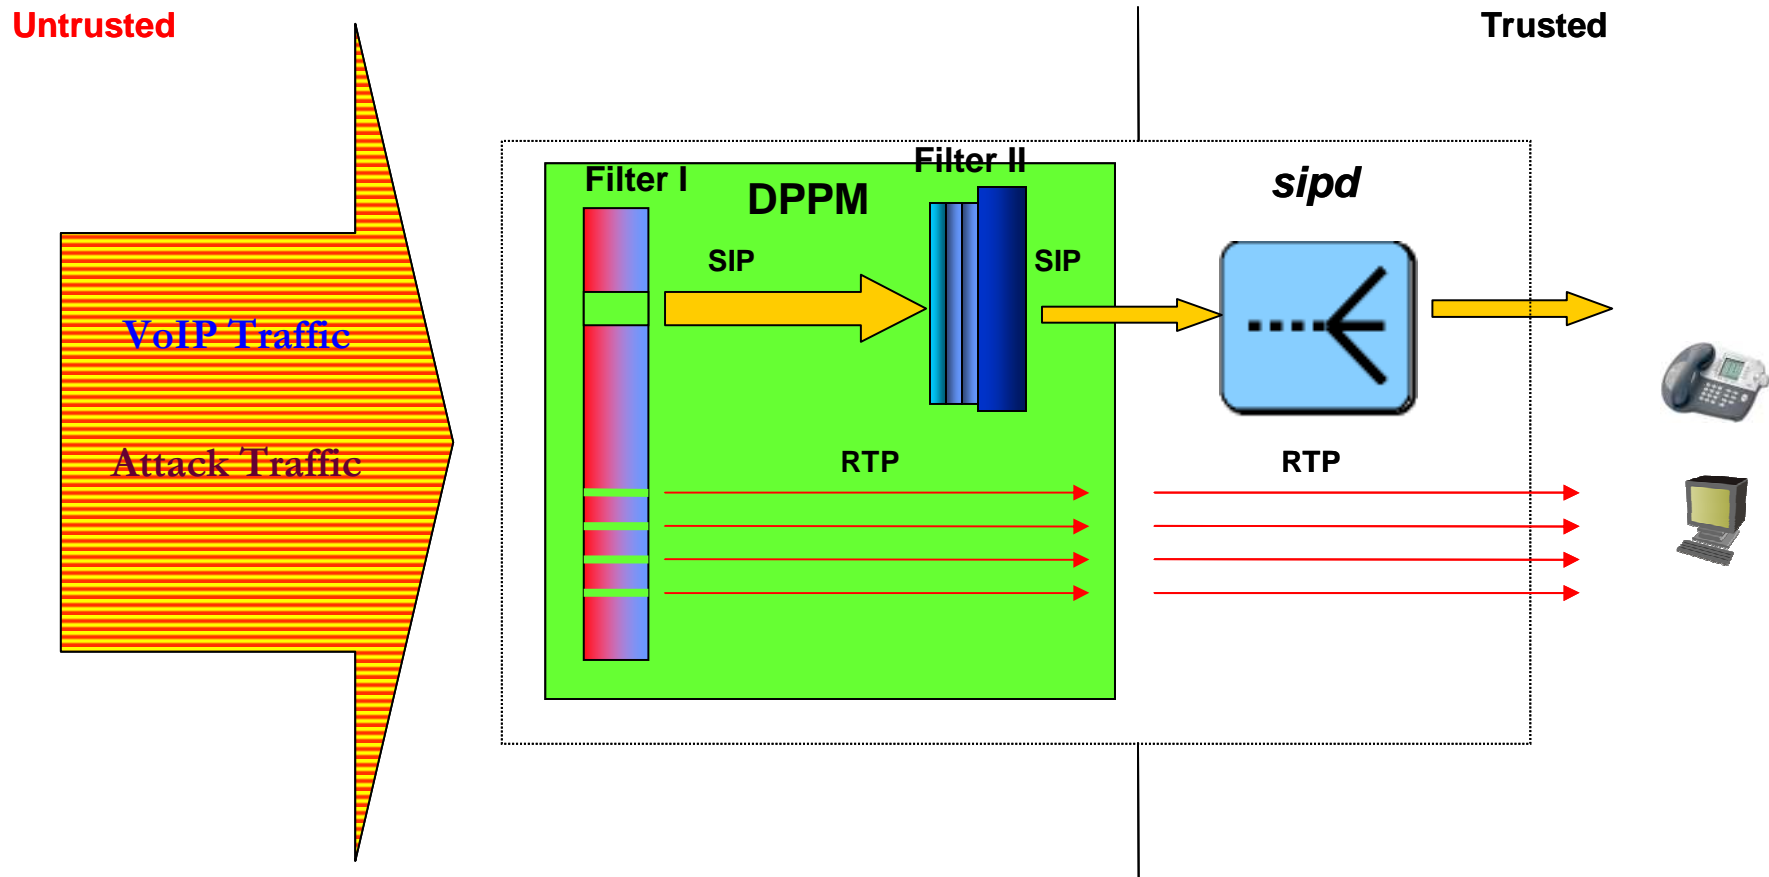 Untrusted
Trusted
Filter I
DPPM
Filter II
sipd
SIP
SIP
VoIP Traffic
Attack Traffic
RTP
RTP